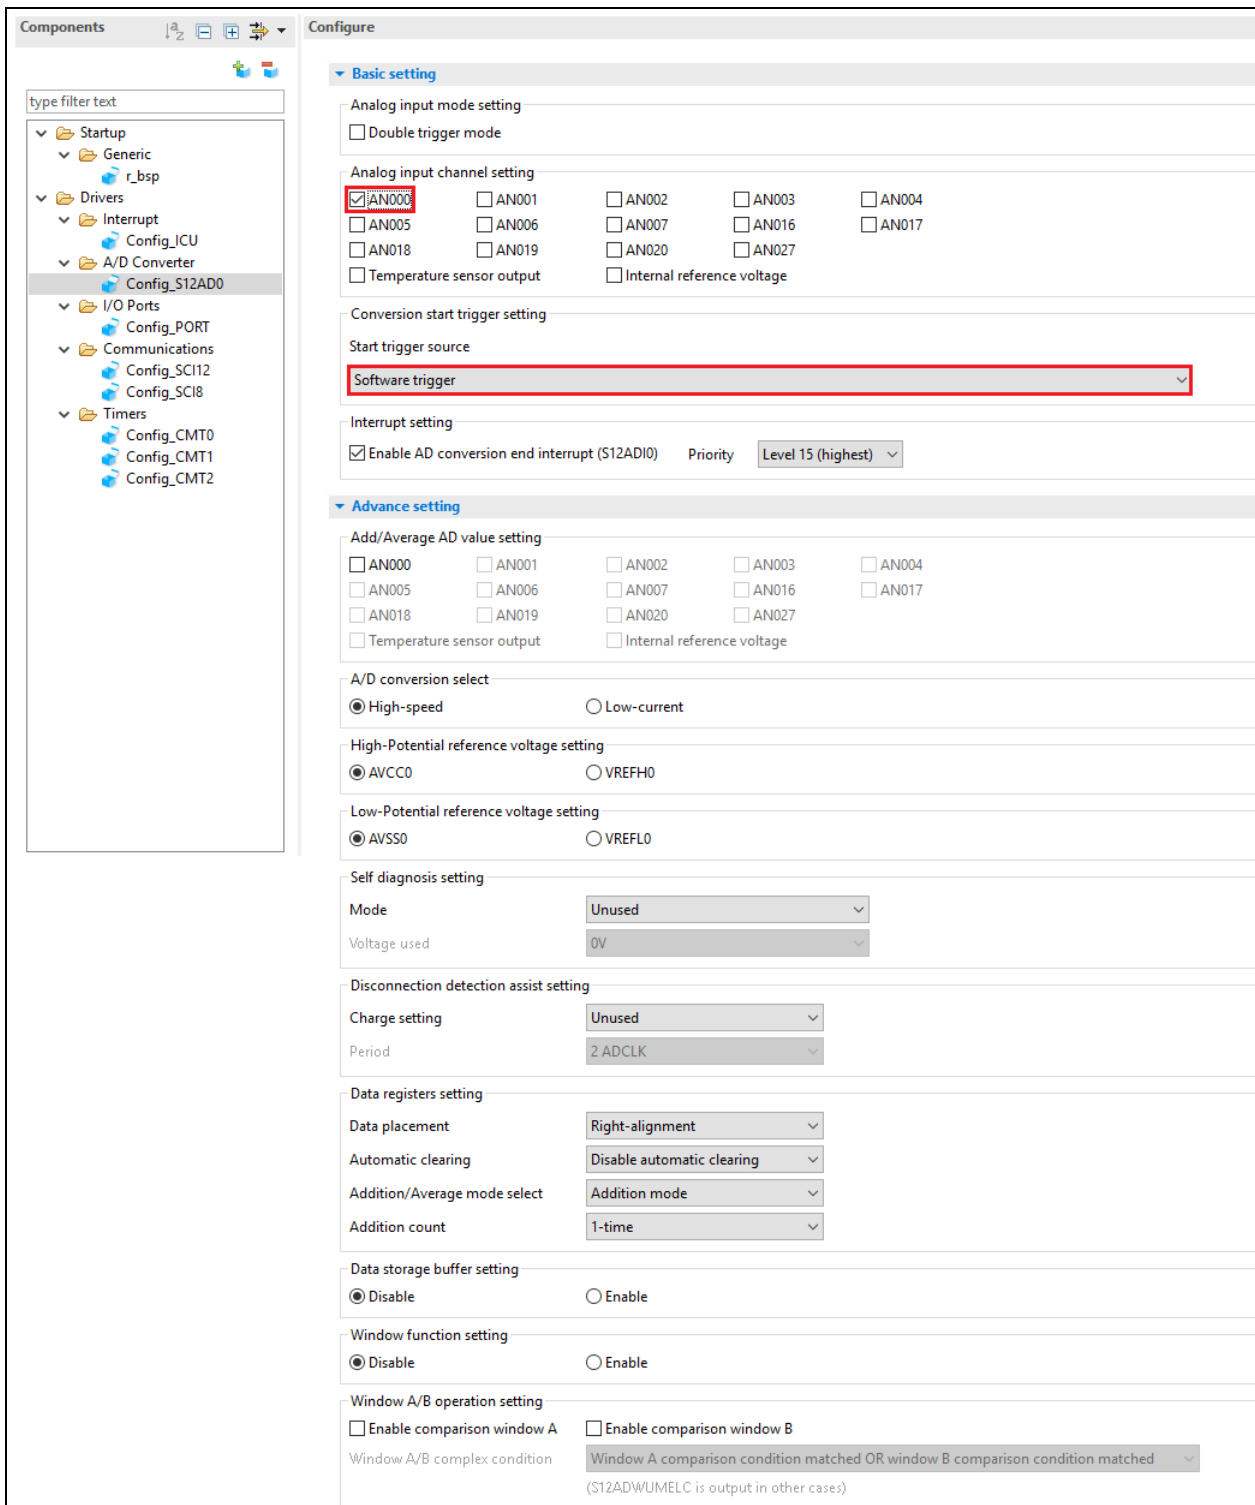 Components
Configure
type filter text
Startup
Generic
r_bsp
Drivers
Interrupt
Config_ICU
A/D Converter
Config_S12AD0
I/O Ports
Config_PORT
Communications
Config_SCI12
Config_SCI8
Timers
Config_CMT0
Config_CMT1
Config_CMT2
Basic setting
Analog input mode setting
Double trigger mode
Analog input channel setting
AN000 AN001 AN002 AN003 AN004
AN005 AN006 AN007 AN016 AN017
AN018 AN019 AN020 AN027
Temperature sensor output Internal reference voltage
Conversion start trigger setting
Start trigger source
Software trigger
Interrupt setting
Enable AD conversion end interrupt (S12ADI0) Priority Level 15 (highest)
Advance setting
Add/Average AD value setting
AN000 AN001 AN002 AN003 AN004
AN005 AN006 AN007 AN016 AN017
AN018 AN019 AN020 AN027
Temperature sensor output Internal reference voltage
A/D conversion select
High-speed Low-current
High-Potential reference voltage setting
AVCC0 VREFH0
Low-Potential reference voltage setting
AVSS0 VREFL0
Self diagnosis setting
Mode Unused
Voltage used 0V
Disconnection detection assist setting
Charge setting Unused
Period 2 ADCLK
Data registers setting
Data placement Right-alignment
Automatic clearing Disable automatic clearing
Addition/Average mode select Addition mode
Addition count 1-time
Data storage buffer setting
Disable Enable
Window function setting
Disable Enable
Window A/B operation setting
Enable comparison window A Enable comparison window B
Window A/B complex condition Window A comparison condition matched OR window B comparison condition matched
(S12ADWUMELC is output in other cases)